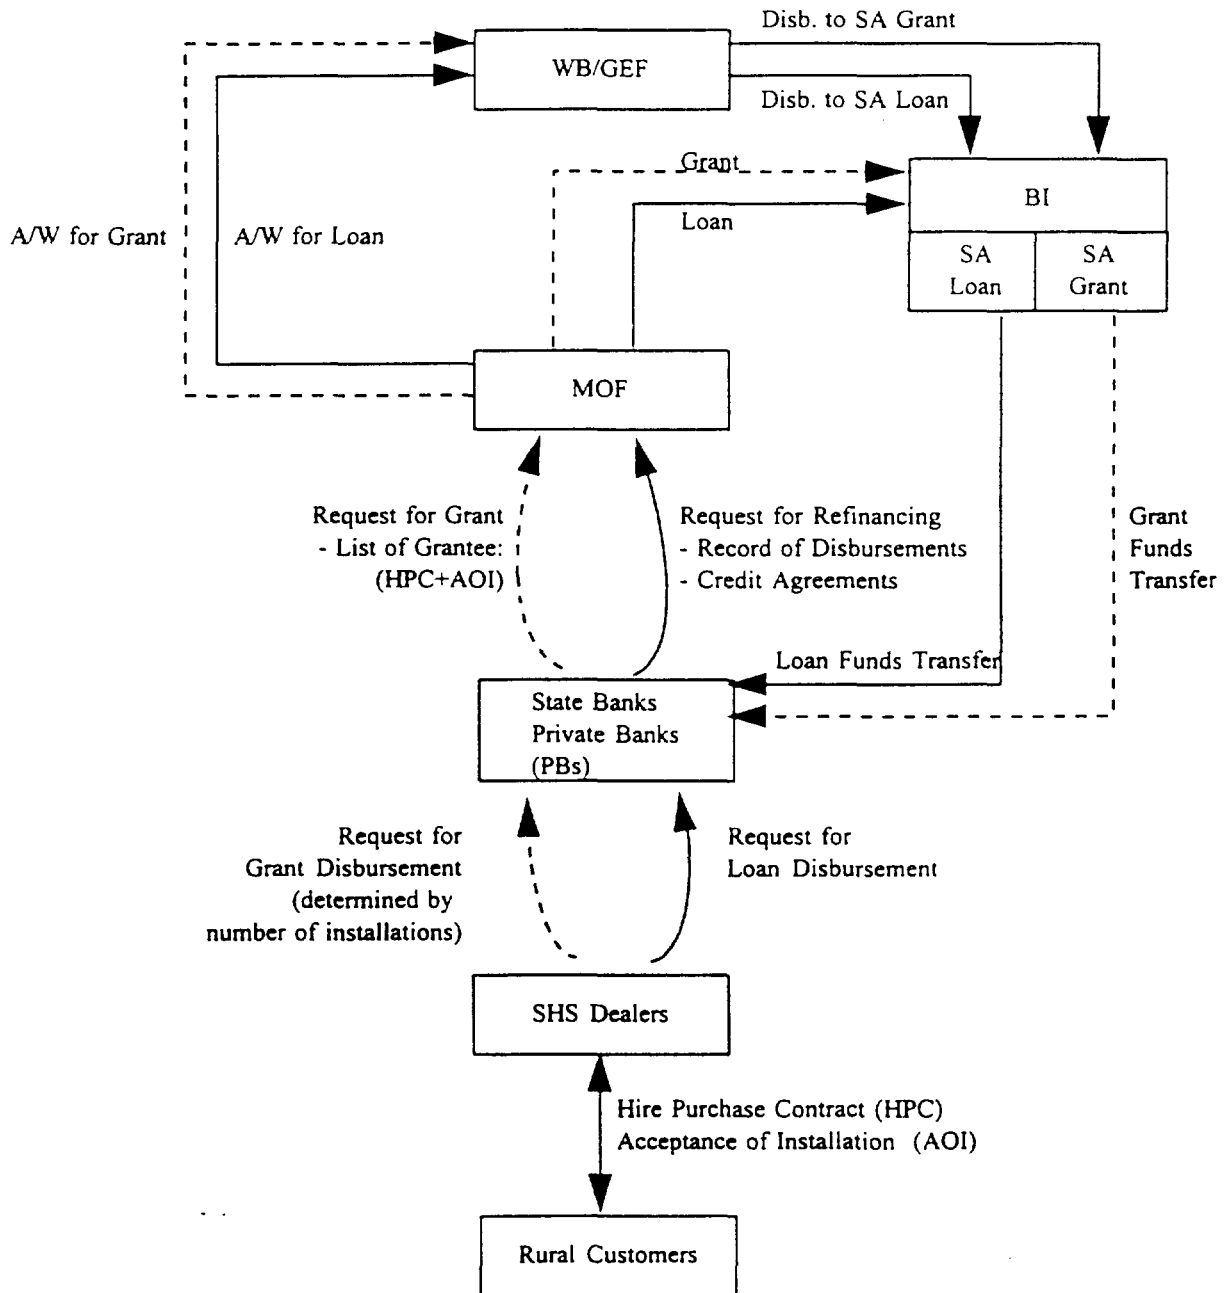 Disb. to SA Grant
WB/GEF
Disb. to SA Loan
Grant
BI
A/W for Grant
A/W for Loan
Loan
SA
Loan
SA
Grant
MOF
Request for Grant
- List of Grantee:
(HPC+AOI)
Request for Refinancing
- Record of Disbursements
- Credit Agreements
Grant
Funds
Transfer
Loan Funds Transfer
State Banks
Private Banks
(PBs)
Request for
Grant Disbursement
(determined by
number of installations)
Request for
Loan Disbursement
SHS Dealers
Hire Purchase Contract (HPC)
Acceptance of Installation (AOI)
Rural Customers